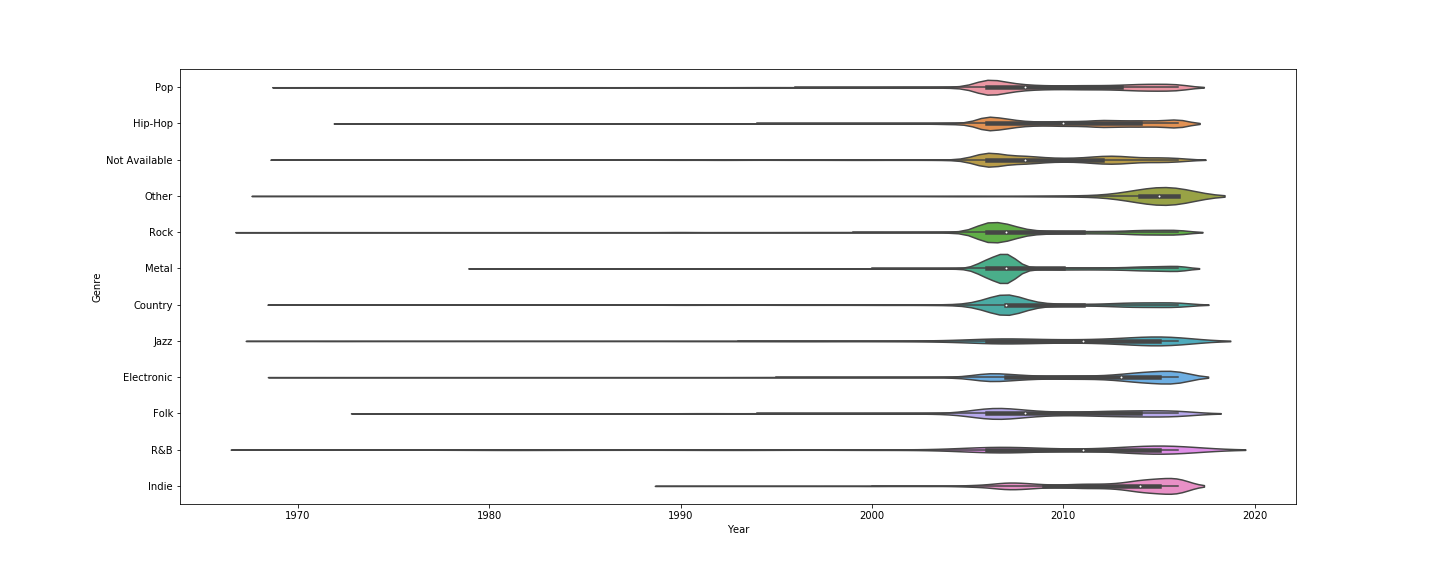 Pop
Hip-Hop
Not Available
Other
Rock
Metal
Country
Jazz
Electronic
Folk
R&B
Indie
Genre
1970 1980 1990 2000 2010 2020
Year